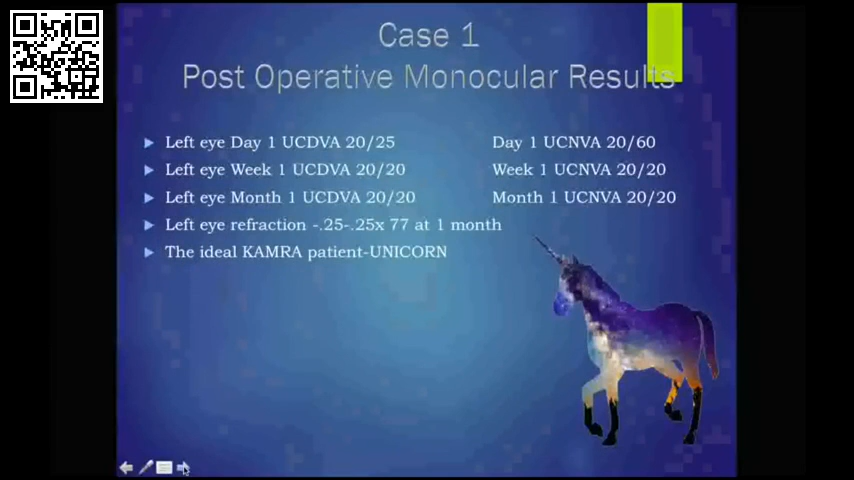 Case 1
Post Operative Monocular Results
Left eye Day 1 UCDVA 20/25 Day 1 UCNVA 20/60
Left eye Week 1 UCDVA 20/20 Week 1 UCNVA 20/20
Left eye Month 1 UCDVA 20/20 Month 1 UCNVA 20/20
Left eye refraction -.25-.25x 77 at 1 month
The ideal KAMRA patient-UNICORN